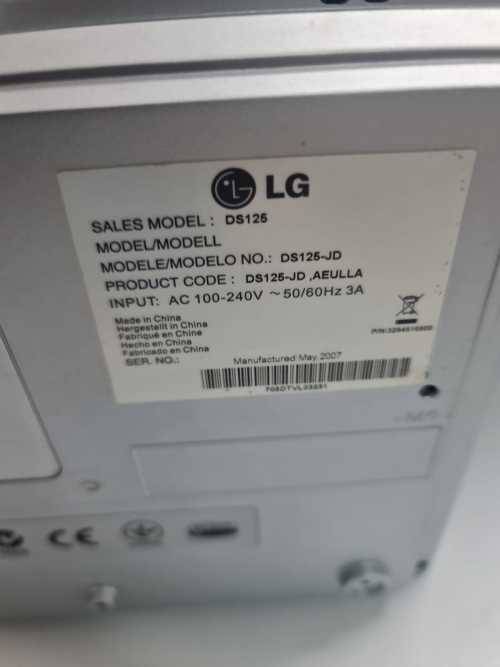 LG
SALES MODEL : DS125
MODEL/MODELL
MODELE/MODELO NO.: DS125-JD
PRODUCT CODE : DS125-JD ,AEULLA
INPUT: AC 100-240V ~ 50/60Hz 3A
Made in China
Hergestellt in China
Fabriqué en Chine
Hecho en China
Fabricado en China
SER. NO.:
Manufactured May, 2007
CE